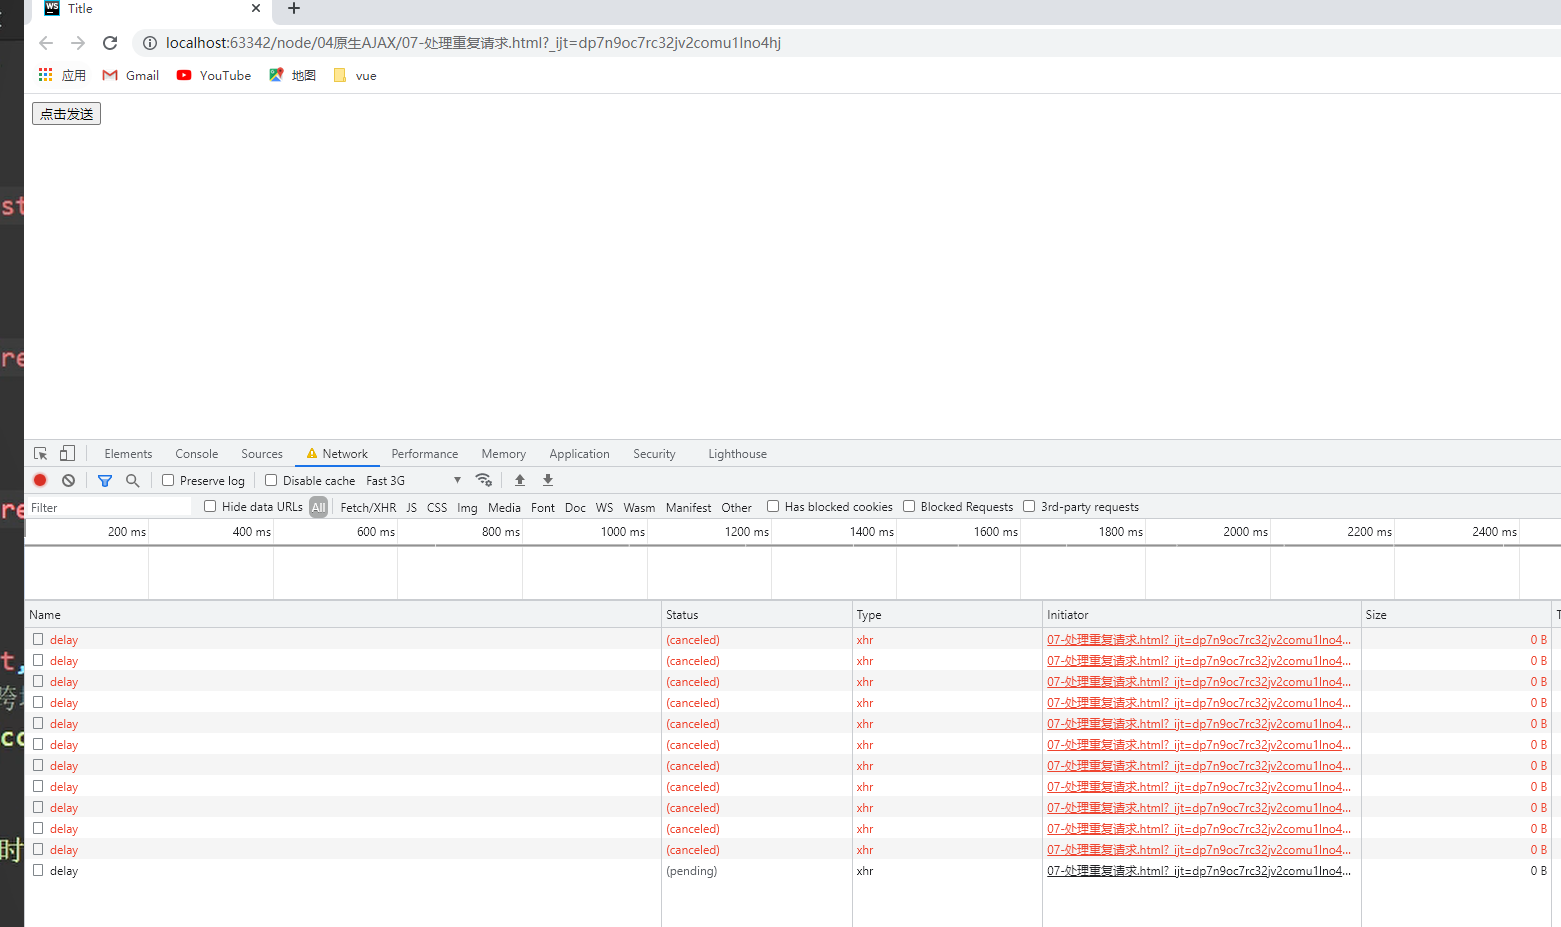 Title
localhost:63342/node/04原生AJAX/07-处理重复请求.html?_ijt=dp7n9oc7rc32jv2comu1lno4hj
应用 Gmail YouTube 地图 vue
点击发送
st
re
re
t,
cc
时
Elements Console Sources Network Performance Memory Application Security Lighthouse
Preserve log Disable cache Fast 3G
Filter Hide data URLs All Fetch/XHR JS CSS Img Media Font Doc WS Wasm Manifest Other Has blocked cookies Blocked Requests 3rd-party requests
200 ms 400 ms 600 ms 800 ms 1000 ms 1200 ms 1400 ms 1600 ms 1800 ms 2000 ms 2200 ms 2400 ms
Name Status Type Initiator Size T
delay (canceled) xhr 07-处理重复请求.html?_ijt=dp7n9oc7rc32jv2comu1lno4... 0 B
delay (canceled) xhr 07-处理重复请求.html?_ijt=dp7n9oc7rc32jv2comu1lno4... 0 B
delay (canceled) xhr 07-处理重复请求.html?_ijt=dp7n9oc7rc32jv2comu1lno4... 0 B
delay (canceled) xhr 07-处理重复请求.html?_ijt=dp7n9oc7rc32jv2comu1lno4... 0 B
delay (canceled) xhr 07-处理重复请求.html?_ijt=dp7n9oc7rc32jv2comu1lno4... 0 B
delay (canceled) xhr 07-处理重复请求.html?_ijt=dp7n9oc7rc32jv2comu1lno4... 0 B
delay (canceled) xhr 07-处理重复请求.html?_ijt=dp7n9oc7rc32jv2comu1lno4... 0 B
delay (canceled) xhr 07-处理重复请求.html?_ijt=dp7n9oc7rc32jv2comu1lno4... 0 B
delay (canceled) xhr 07-处理重复请求.html?_ijt=dp7n9oc7rc32jv2comu1lno4... 0 B
delay (canceled) xhr 07-处理重复请求.html?_ijt=dp7n9oc7rc32jv2comu1lno4... 0 B
delay (canceled) xhr 07-处理重复请求.html?_ijt=dp7n9oc7rc32jv2comu1lno4... 0 B
delay (pending) xhr 07-处理重复请求.html?_ijt=dp7n9oc7rc32jv2comu1lno4... 0 B